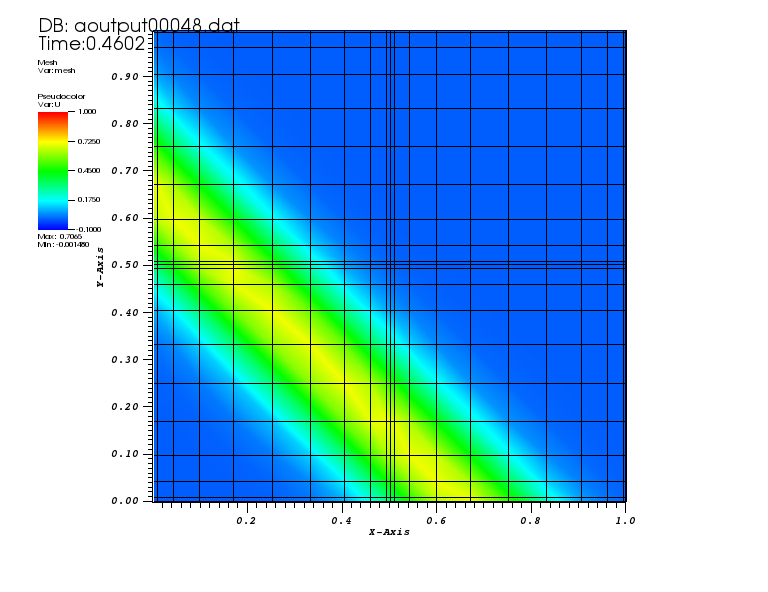 DB: aoutput00048.dat
Time:0.4602
Mesh
Var: mesh
Pseudocolor
Var: U
1.000
0.7250
0.4500
0.1750
-0.1000
Max: 0.7065
Min: -0.001480
Y-Axis
0.90
0.80
0.70
0.60
0.50
0.40
0.30
0.20
0.10
0.00
0.2
0.4
0.6
0.8
1.0
X-Axis